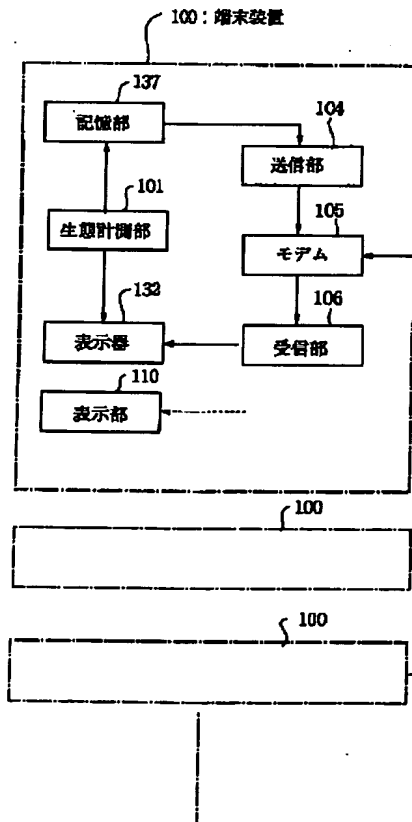 100：端末装置
137
記憶部
104
送信部
101
生態計測部
105
モデム
132
表示器
106
受信部
110
表示部
100
100